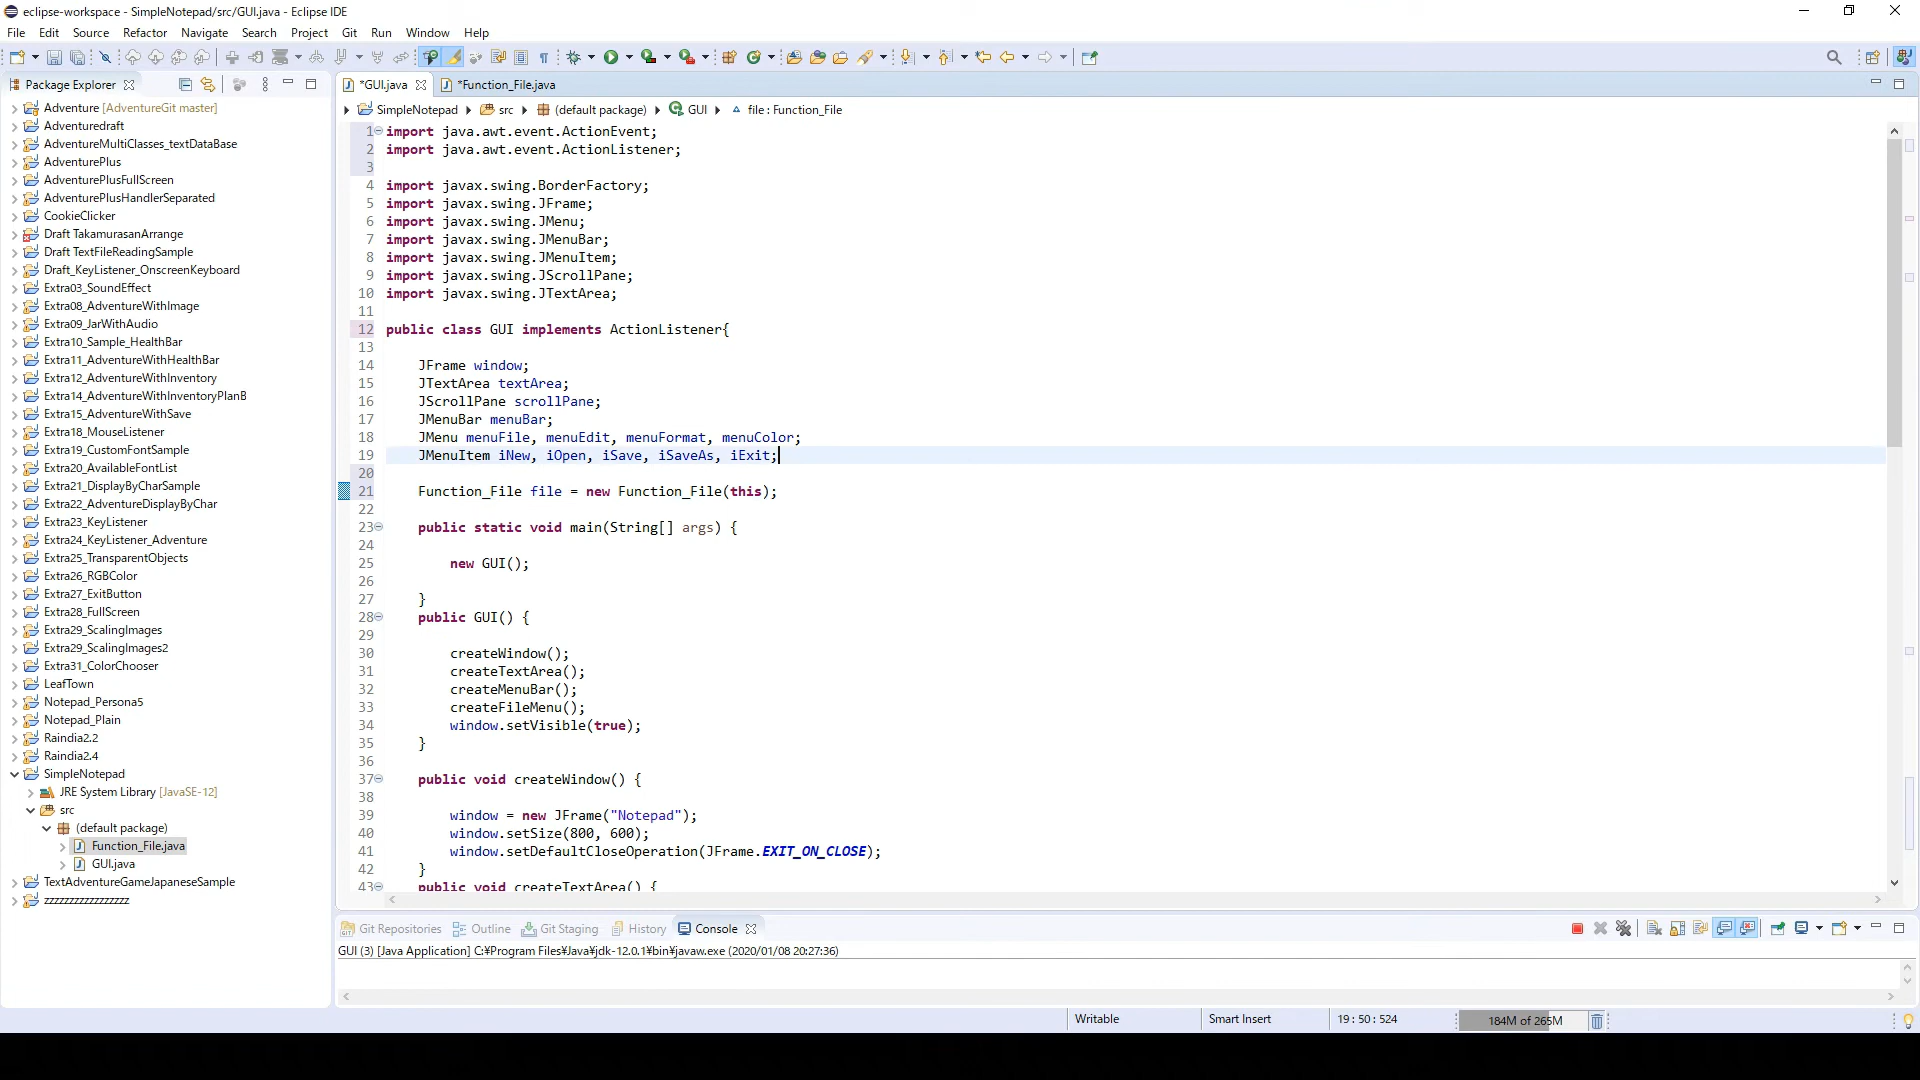 eclipse-workspace - SimpleNotepad/src/GUI.java - Eclipse IDE
File Edit Source Refactor Navigate Search Project Git Run Window Help
Package Explorer
*GUI.java *Function_File.java
SimpleNotepad src (default package) GUI file : Function_File
Adventure [AdventureGit master]
Adventuredraft
AdventureMultiClasses_textDataBase
AdventurePlus
AdventurePlusFullScreen
AdventurePlusHandlerSeparated
CookieClicker
Draft TakamurasanArrange
Draft TextFileReadingSample
Draft_KeyListener_OnscreenKeyboard
Extra03_SoundEffect
Extra08_AdventureWithImage
Extra09_JarWithAudio
Extra10_Sample_HealthBar
Extra11_AdventureWithHealthBar
Extra12_AdventureWithInventory
Extra14_AdventureWithInventoryPlanB
Extra15_AdventureWithSave
Extra18_MouseListener
Extra19_CustomFontSample
Extra20_AvailableFontList
Extra21_DisplayByCharSample
Extra22_AdventureDisplayByChar
Extra23_KeyListener
Extra24_KeyListener_Adventure
Extra25_TransparentObjects
Extra26_RGBColor
Extra27_ExitButton
Extra28_FullScreen
Extra29_ScalingImages
Extra29_ScalingImages2
Extra31_ColorChooser
LeafTown
Notepad_Persona5
Notepad_Plain
Raindia2.2
Raindia2.4
SimpleNotepad
JRE System Library [JavaSE-12]
src
(default package)
Function_File.java
GUI.java
TextAdventureGameJapaneseSample
zzzzzzzzzzzzzzzzz
1 import java.awt.event.ActionEvent;
2 import java.awt.event.ActionListener;
3
4 import javax.swing.BorderFactory;
5 import javax.swing.JFrame;
6 import javax.swing.JMenu;
7 import javax.swing.JMenuBar;
8 import javax.swing.JMenuItem;
9 import javax.swing.JScrollPane;
10 import javax.swing.JTextArea;
11
12 public class GUI implements ActionListener{
13
14 JFrame window;
15 JTextArea textArea;
16 JScrollPane scrollPane;
17 JMenuBar menuBar;
18 JMenu menuFile, menuEdit, menuFormat, menuColor;
19 JMenuItem iNew, iOpen, iSave, iSaveAs, iExit;
20
21 Function_File file = new Function_File(this);
22
23 public static void main(String[] args) {
24
25 new GUI();
26
27 }
28 public GUI() {
29
30 createWindow();
31 createTextArea();
32 createMenuBar();
33 createFileMenu();
34 window.setVisible(true);
35 }
36
37 public void createWindow() {
38
39 window = new JFrame("Notepad");
40 window.setSize(800, 600);
41 window.setDefaultCloseOperation(JFrame.EXIT_ON_CLOSE);
42 }
43 public void createTextArea() {
Git Repositories Outline Git Staging History Console
GUI (3) [Java Application] C:¥Program Files¥Java¥jdk-12.0.1¥bin¥javaw.exe (2020/01/08 20:27:36)
Writable Smart Insert 19 : 50 : 524 184M of 265M